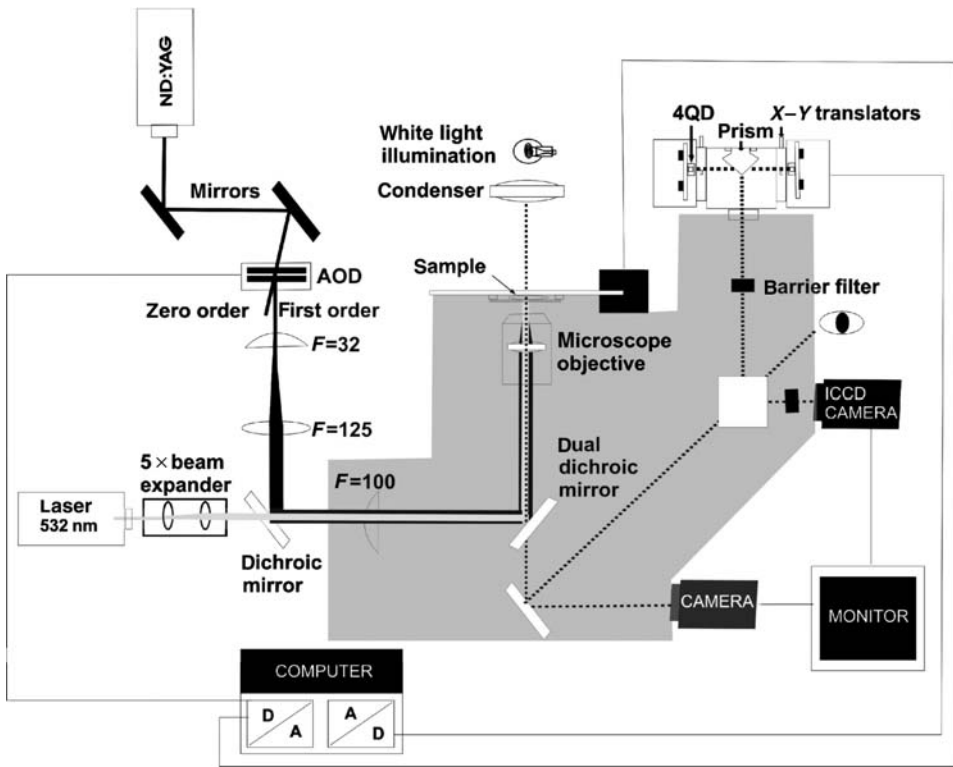 ND:YAG
Mirrors
AOD
Zero order
First order
F=32
F=125
F=100
5 × beam
expander
Laser
532 nm
Dichroic
mirror
White light
illumination
Condenser
Sample
Microscope
objective
Dual
dichroic
mirror
4QD
Prism
X–Y translators
Barrier filter
ICCD
CAMERA
CAMERA
MONITOR
COMPUTER
D
A
A
D